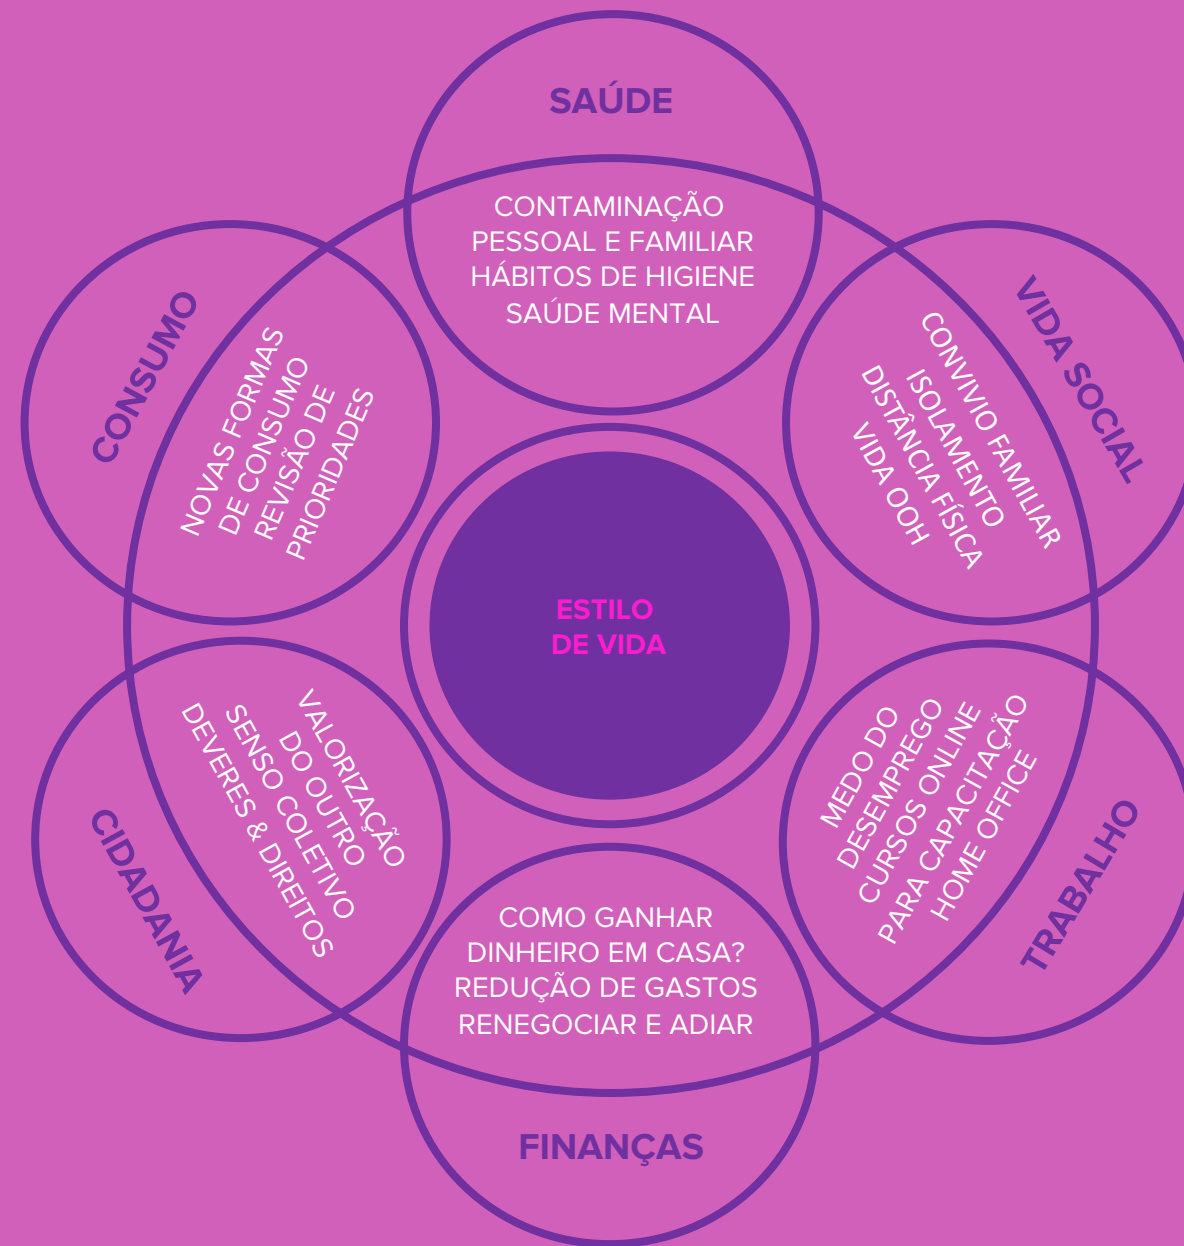 SAÚDE
CONTAMINAÇÃO
PESSOAL E FAMILIAR
HÁBITOS DE HIGIENE
SAÚDE MENTAL
VIDA SOCIAL
CONVIVIO FAMILIAR
ISOLAMENTO
DISTÂNCIA FÍSICA
VIDA OOH
TRABALHO
MEDO DO
DESEMPREGO
CURSOS ONLINE
PARA CAPACITAÇÃO
HOME OFFICE
FINANÇAS
COMO GANHAR
DINHEIRO EM CASA?
REDUÇÃO DE GASTOS
RENEGOCIAR E ADIAR
CIDADANIA
VALORIZAÇÃO
DO OUTRO
SENSO COLETIVO
DEVERES & DIREITOS
CONSUMO
NOVAS FORMAS
DE CONSUMO
REVISÃO DE
PRIORIDADES
ESTILO
DE VIDA